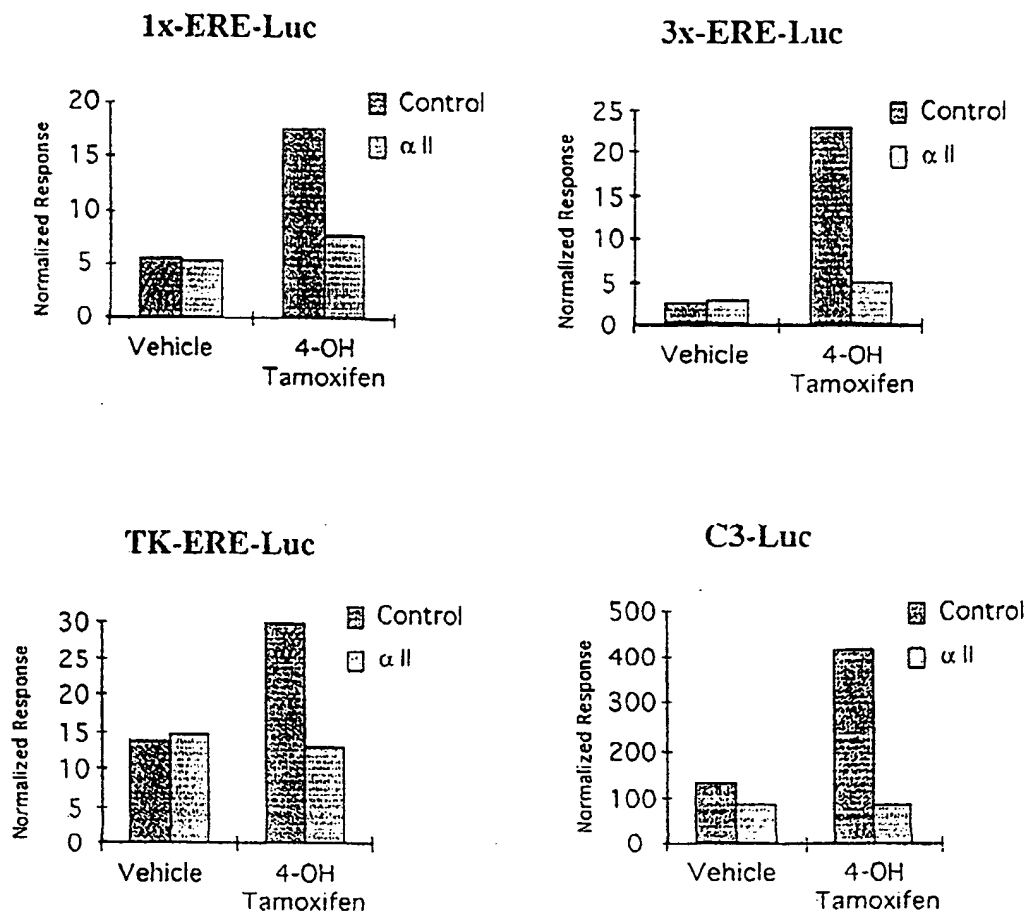 1x-ERE-Luc
Normalized Response
20
15
10
5
0
Control
α II
Vehicle
4-OH
Tamoxifen
3x-ERE-Luc
Normalized Response
25
20
15
10
5
0
Control
α II
Vehicle
4-OH
Tamoxifen
TK-ERE-Luc
Normalized Response
30
25
20
15
10
5
0
Control
α II
Vehicle
4-OH
Tamoxifen
C3-Luc
Normalized Response
500
400
300
200
100
0
Control
α II
Vehicle
4-OH
Tamoxifen